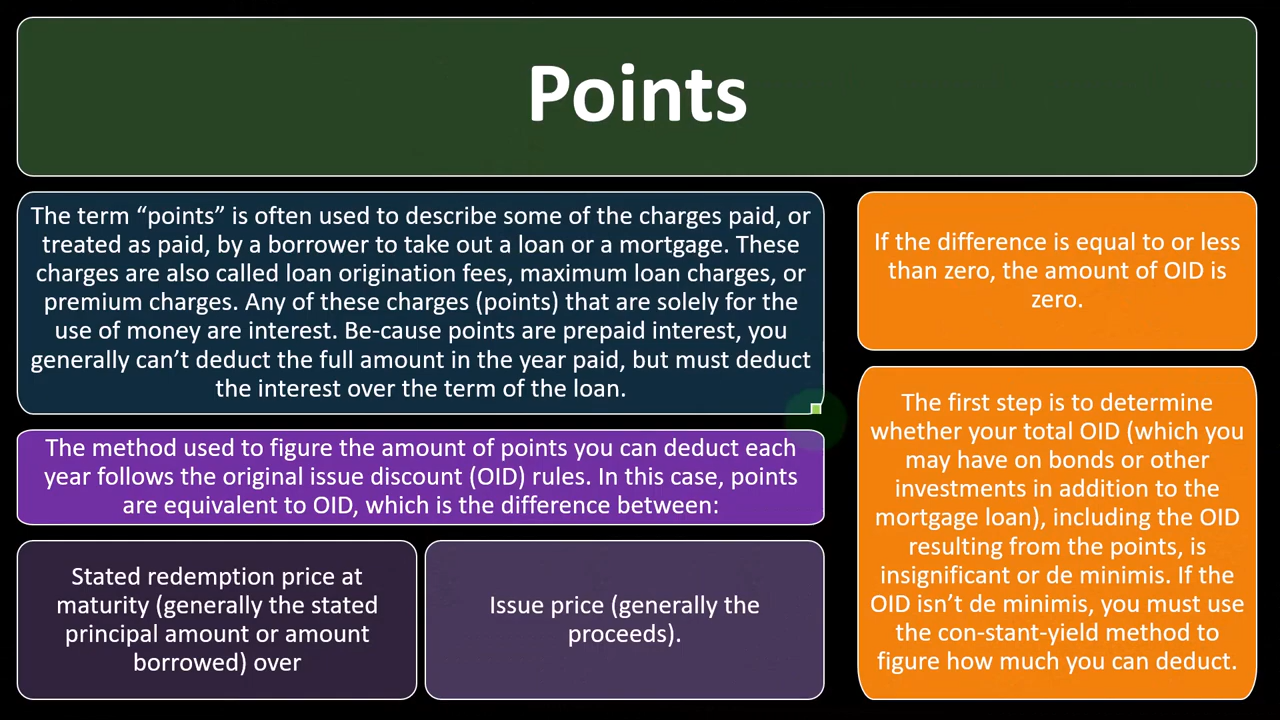 Points
The term “points” is often used to describe some of the charges paid, or
treated as paid, by a borrower to take out a loan or a mortgage. These
charges are also called loan origination fees, maximum loan charges, or
premium charges. Any of these charges (points) that are solely for the
use of money are interest. Be-cause points are prepaid interest, you
generally can’t deduct the full amount in the year paid, but must deduct
the interest over the term of the loan.
The method used to figure the amount of points you can deduct each
year follows the original issue discount (OID) rules. In this case, points
are equivalent to OID, which is the difference between:
Stated redemption price at
maturity (generally the stated
principal amount or amount
borrowed) over
Issue price (generally the
proceeds).
If the difference is equal to or less
than zero, the amount of OID is
zero.
The first step is to determine
whether your total OID (which you
may have on bonds or other
investments in addition to the
mortgage loan), including the OID
resulting from the points, is
insignificant or de minimis. If the
OID isn’t de minimis, you must use
the con-stant-yield method to
figure how much you can deduct.